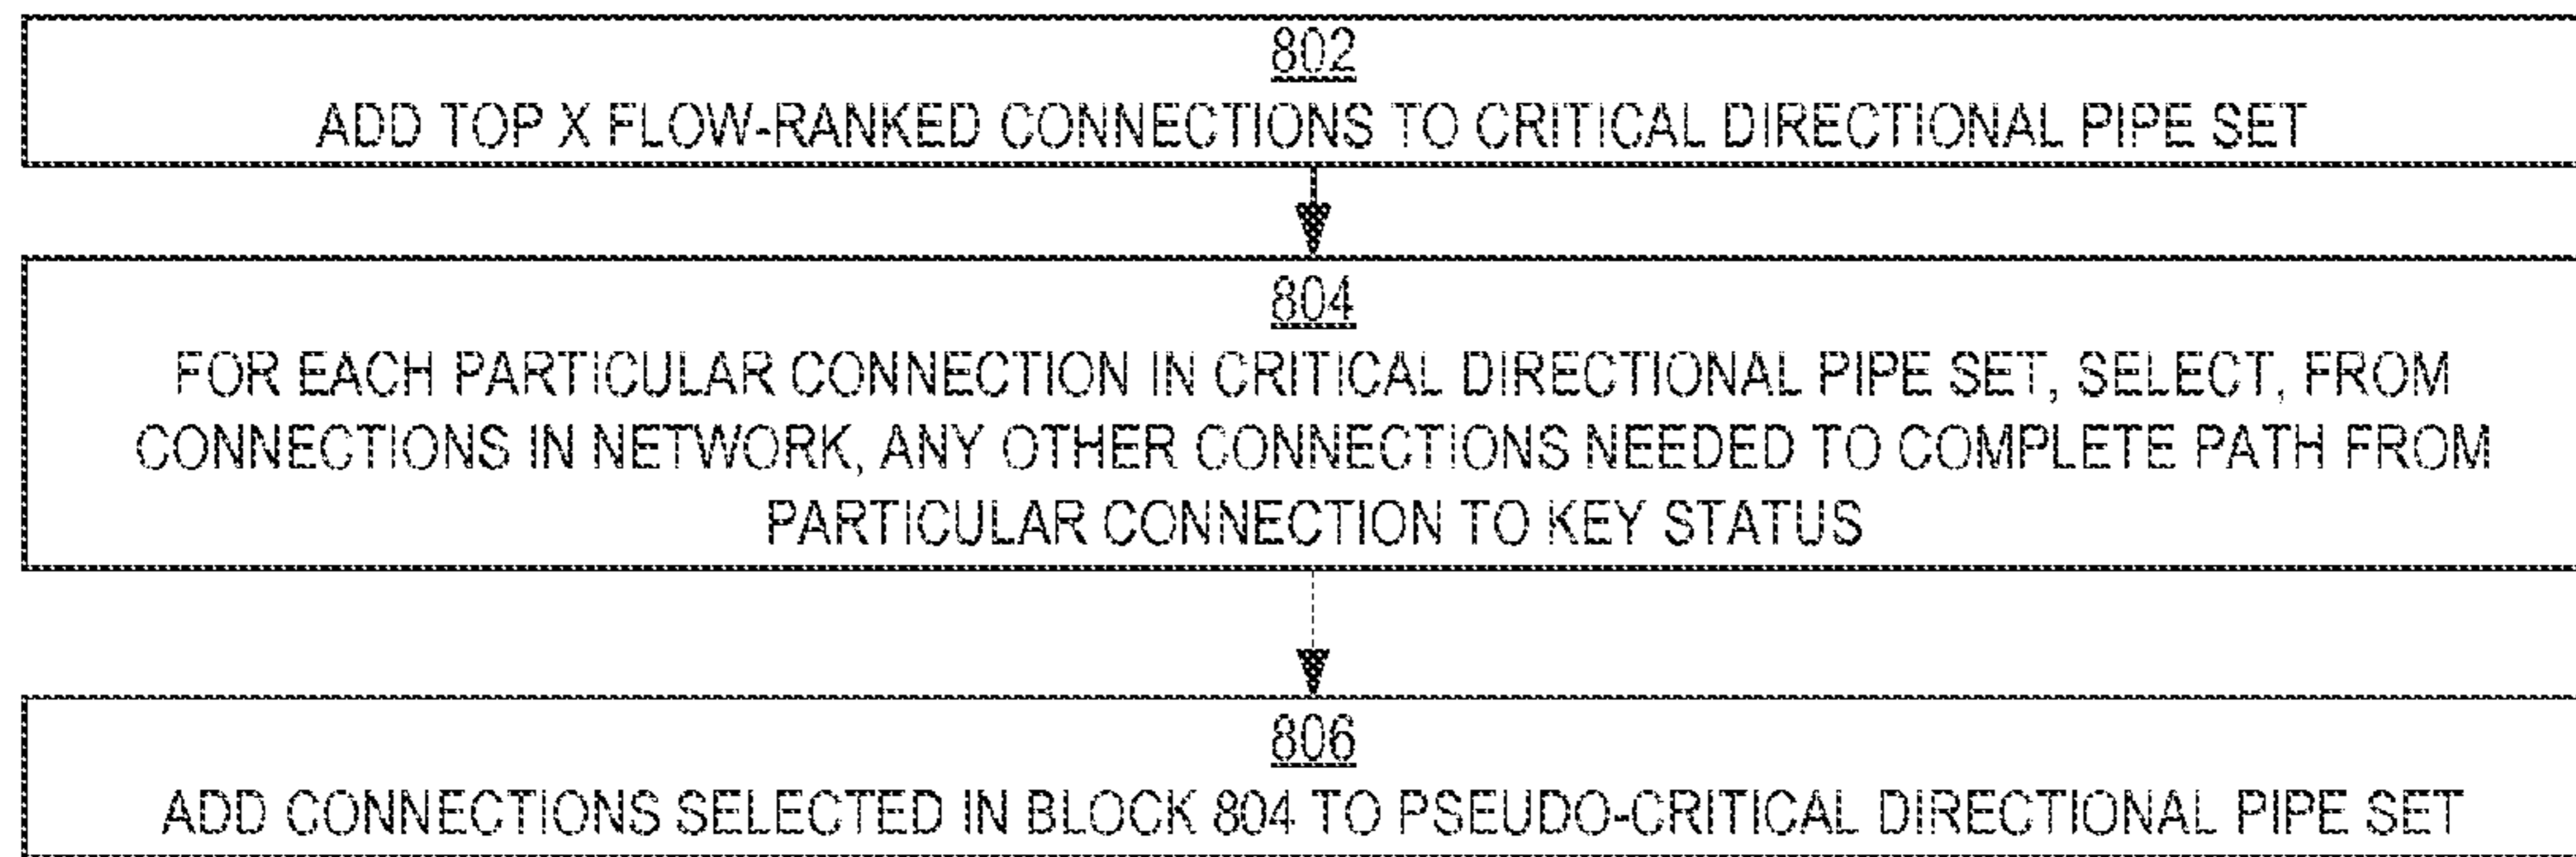 802
ADD TOP X FLOW-RANKED CONNECTIONS TO CRITICAL DIRECTIONAL PIPE SET
804
FOR EACH PARTICULAR CONNECTION IN CRITICAL DIRECTIONAL PIPE SET, SELECT, FROM
CONNECTIONS IN NETWORK, ANY OTHER CONNECTIONS NEEDED TO COMPLETE PATH FROM
PARTICULAR CONNECTION TO KEY STATUS
806
ADD CONNECTIONS SELECTED IN BLOCK 804 TO PSEUDO-CRITICAL DIRECTIONAL PIPE SET